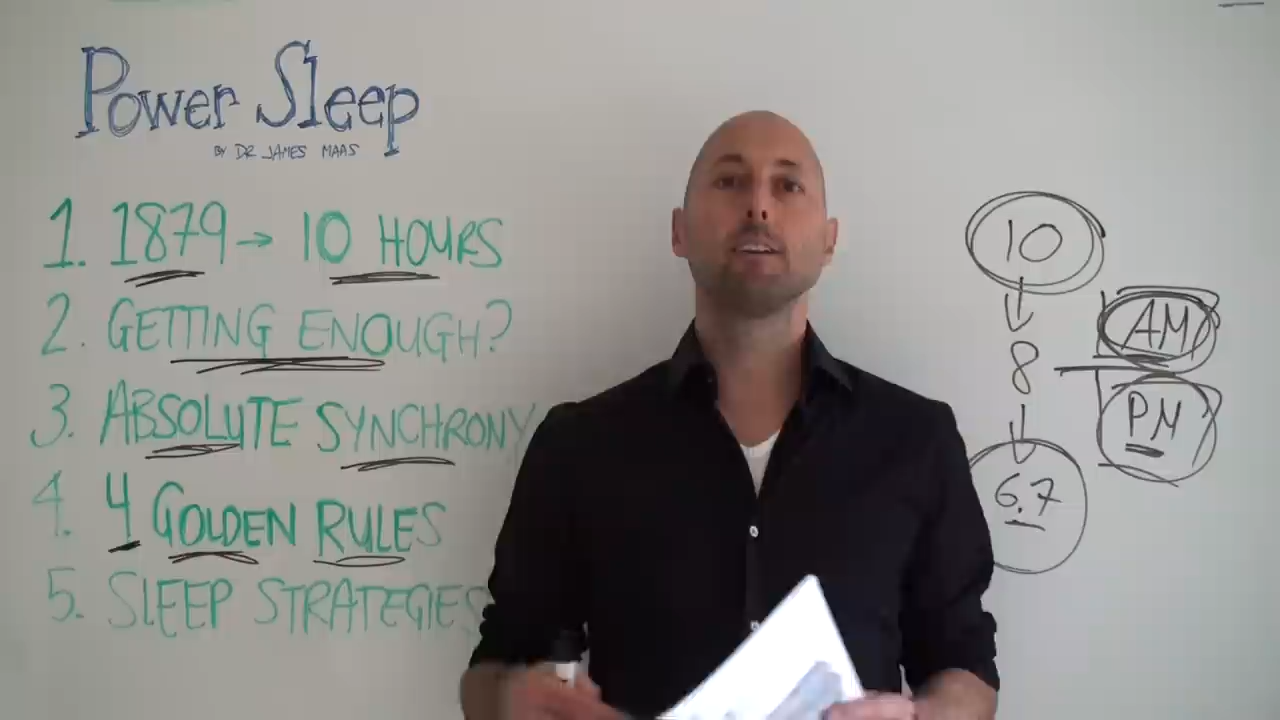 Power Sleep
BY DR JAMES MAAS
1. 1879 → 10 HOURS
2. GETTING ENOUGH?
3. ABSOLUTE SYNCHRONY
4. 4 GOLDEN RULES
5. SLEEP STRATEGIES
10
8
6.7
AM
PM